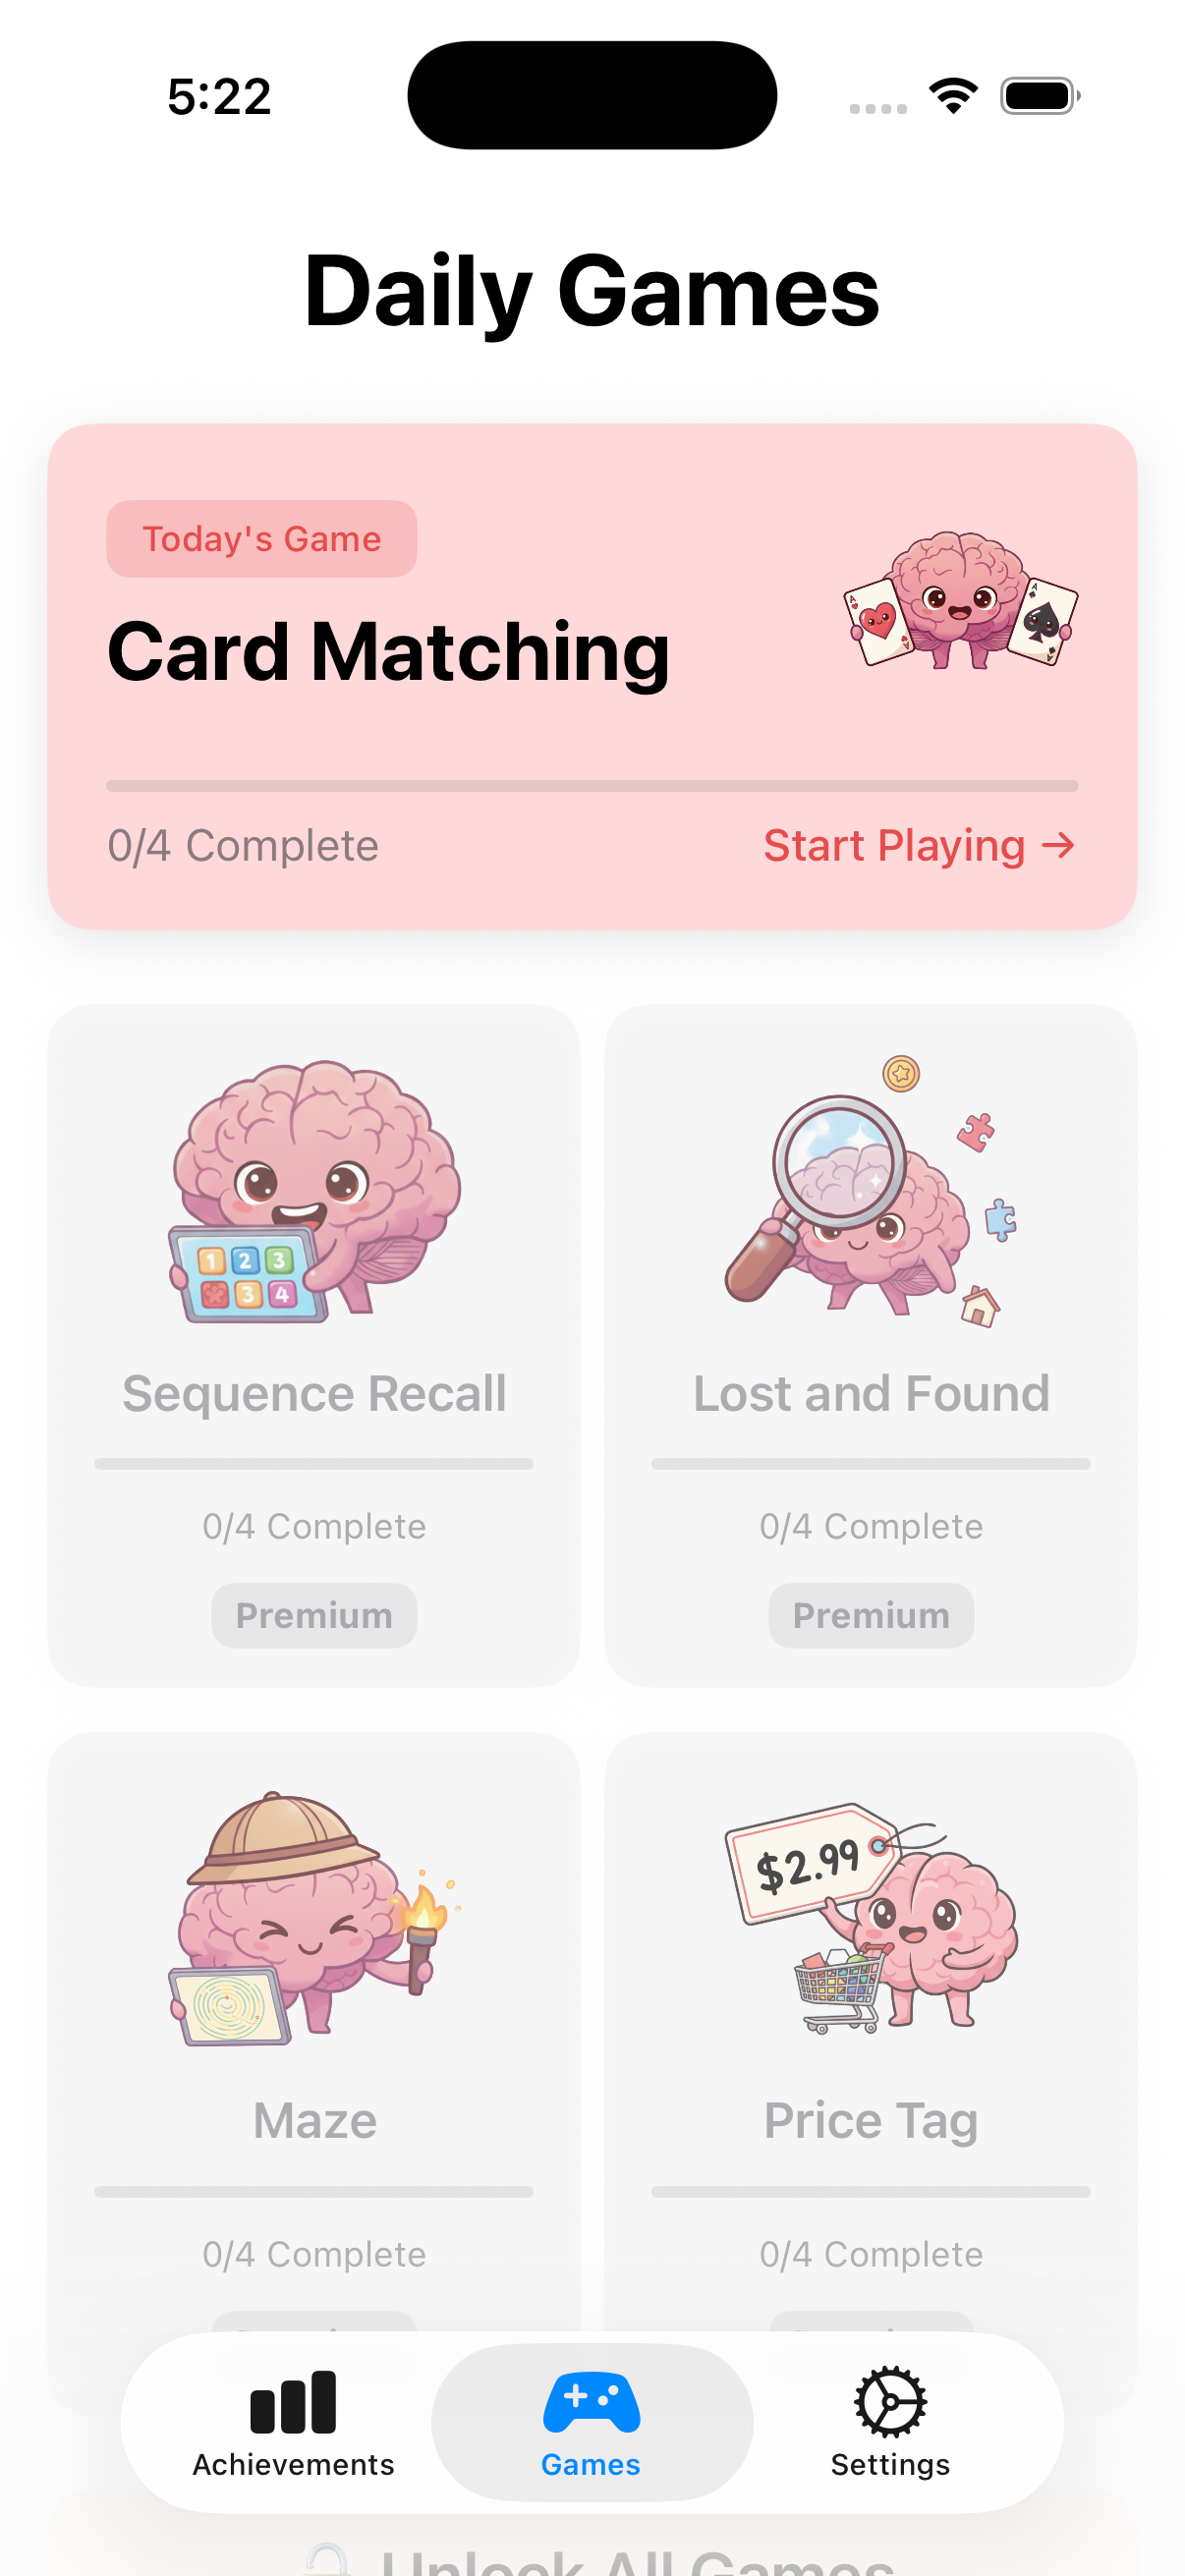 5:22
Daily Games
Today's Game
Card Matching
0/4 Complete
Start Playing →
1 2 3
3 4
Sequence Recall
0/4 Complete
Premium
Lost and Found
0/4 Complete
Premium
Maze
0/4 Complete
$2.99
Price Tag
0/4 Complete
Achievements
Games
Settings
Unlock All Games